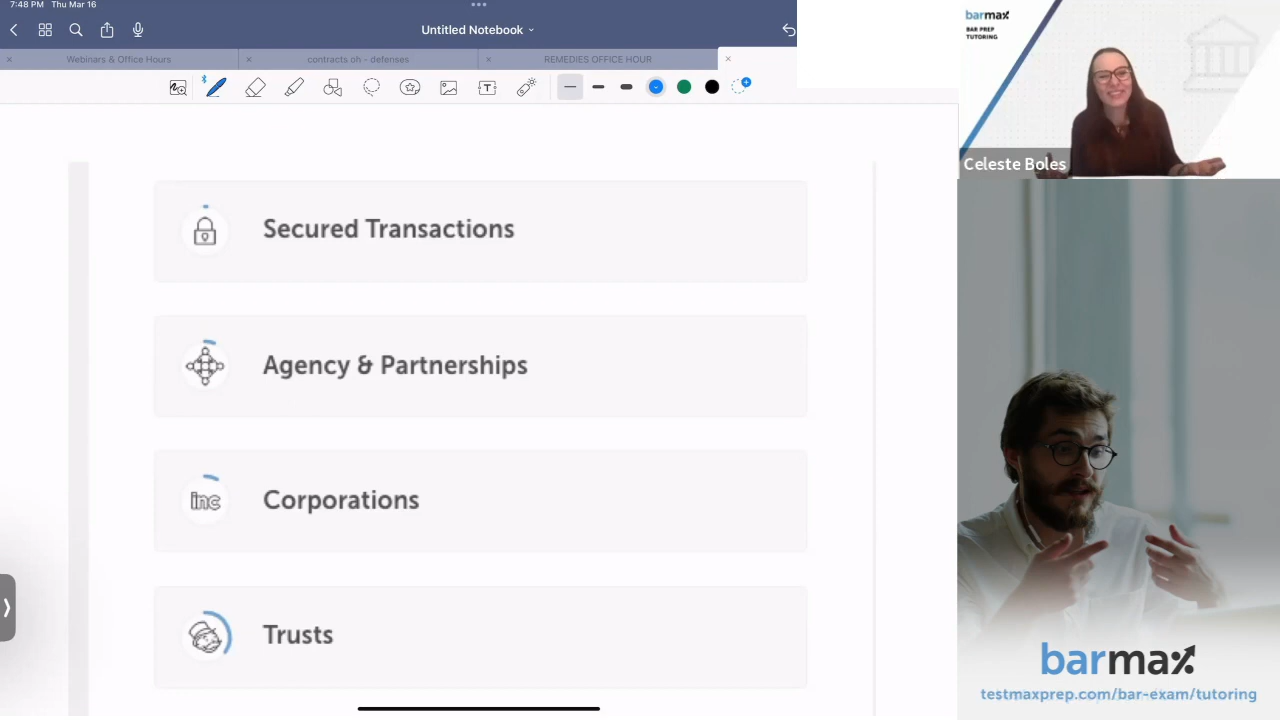 7:48 PM Thu Mar 16
Untitled Notebook
Webinars & Office Hours
contracts oh - defenses
REMEDIES OFFICE HOUR
Secured Transactions
Agency & Partnerships
inc
Corporations
Trusts
barmax
BAR PREP
TUTORING
Celeste Boles
barmax
testmaxprep.com/bar-exam/tutoring